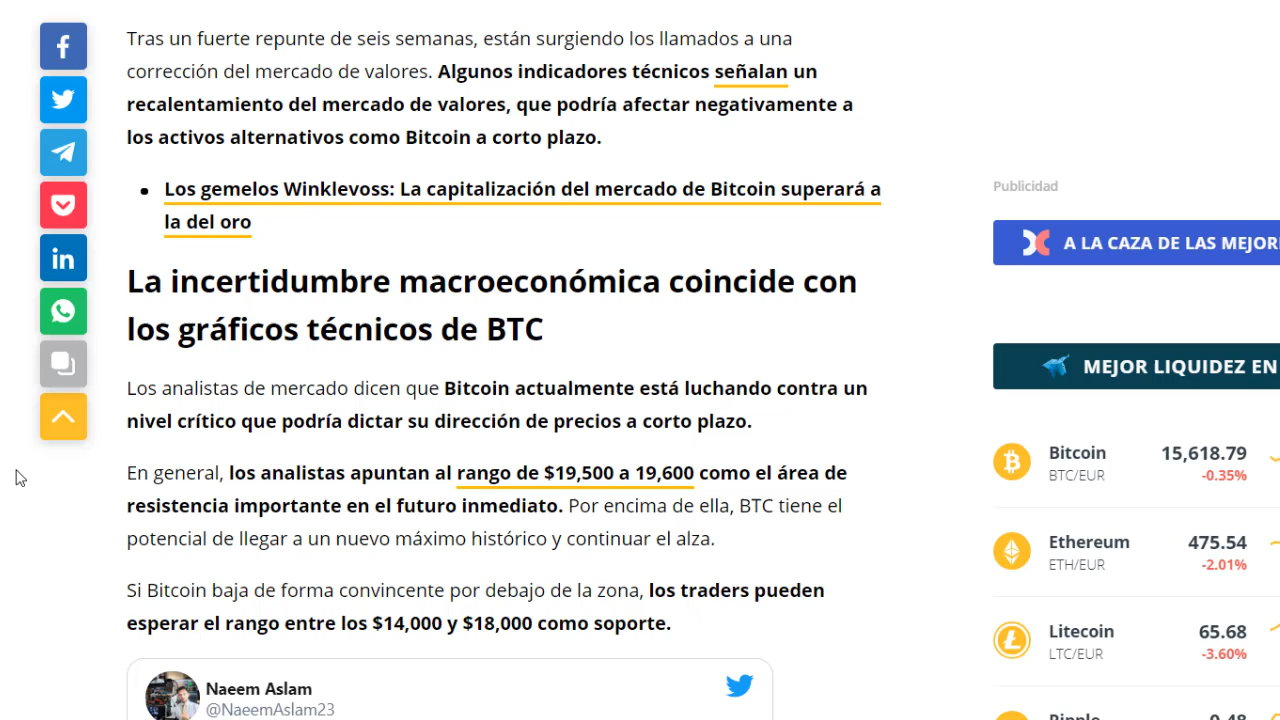 Tras un fuerte repunte de seis semanas, están surgiendo los llamados a una
corrección del mercado de valores. Algunos indicadores técnicos señalan un
recalentamiento del mercado de valores, que podría afectar negativamente a
los activos alternativos como Bitcoin a corto plazo.
Los gemelos Winklevoss: La capitalización del mercado de Bitcoin superará a
la del oro
La incertidumbre macroeconómica coincide con
los gráficos técnicos de BTC
Los analistas de mercado dicen que Bitcoin actualmente está luchando contra un
nivel crítico que podría dictar su dirección de precios a corto plazo.
En general, los analistas apuntan al rango de $19,500 a 19,600 como el área de
resistencia importante en el futuro inmediato. Por encima de ella, BTC tiene el
potencial de llegar a un nuevo máximo histórico y continuar el alza.
Si Bitcoin baja de forma convincente por debajo de la zona, los traders pueden
esperar el rango entre los $14,000 y $18,000 como soporte.
Naeem Aslam
@NaeemAslam23
Publicidad
A LA CAZA DE LAS MEJOR
MEJOR LIQUIDEZ EN
Bitcoin 15,618.79
BTC/EUR -0.35%
Ethereum 475.54
ETH/EUR -2.01%
Litecoin 65.68
LTC/EUR -3.60%
Ripple 0.48